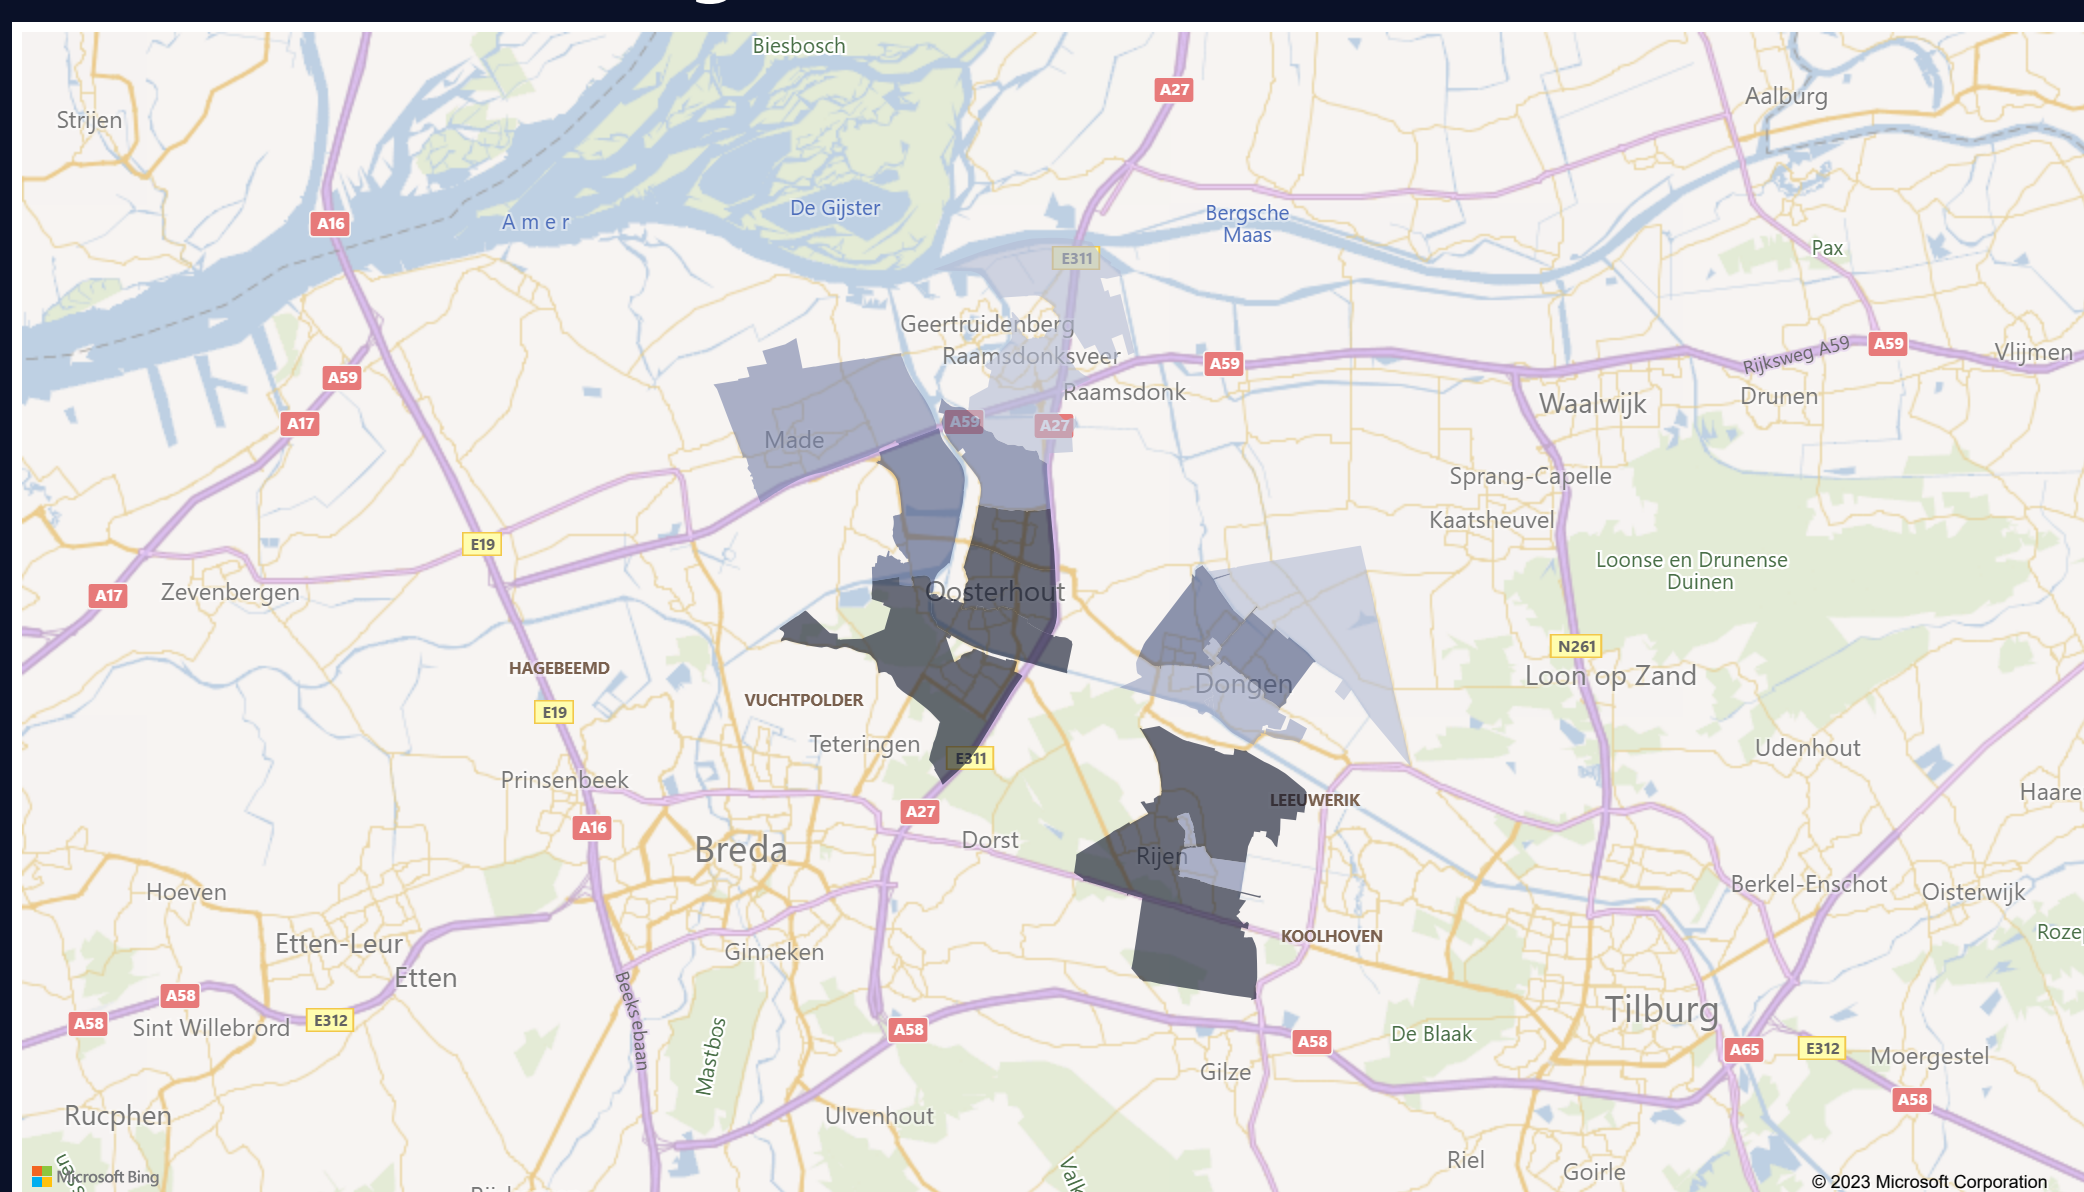 Biesbosch
A27
Aalburg
Strijen
A16
Amer
De Gijster
Bergsche
Maas
Pax
E311
Geertruidenberg
Raamsdonksveer
A59
Rijksweg A59
A59
Vlijmen
A59
Raamsdonk
Drunen
Waalwijk
A17
A59
A27
Made
Sprang-Capelle
Kaatsheuvel
E19
Loonse en Drunense
Duinen
A17
Zevenbergen
Oosterhout
N261
HAGEBEEMD
Loon op Zand
Dongen
VUCHTPOLDER
E19
Teteringen
E311
Udenhout
Prinsenbeek
Haare
LEEUWERIK
A27
A16
Dorst
Breda
Rijen
Hoeven
Berkel-Enschot
Oisterwijk
Etten-Leur
KOOLHOVEN
Ginneken
Etten
A58
Beeksebaan
Tilburg
A58
Sint Willebrord
E312
Mastbos
A58
De Blaak
A58
A65
E312
Moergestel
Gilze
A58
Rucphen
Ulvenhout
Riel
Goirle
Microsoft Bing
© 2023 Microsoft Corporation